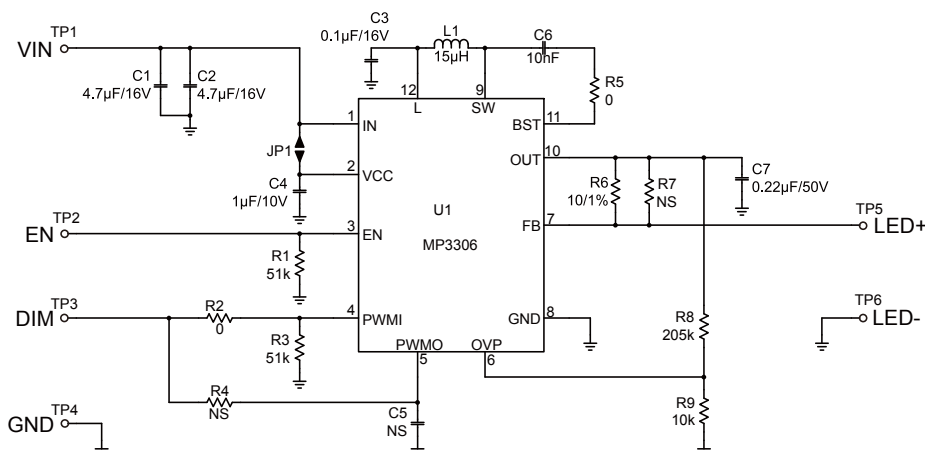 TP1
VIN
C1
4.7µF/16V
C2
4.7µF/16V
C3
0.1µF/16V
L1
15µH
C6
10nF
R5
0
12
L
9
SW
1
IN
BST
11
JP1
OUT
10
2
VCC
C4
1µF/10V
R6
10/1%
R7
NS
C7
0.22µF/50V
U1
MP3306
TP2
EN
3
EN
FB
7
TP5
LED+
R1
51k
TP3
DIM
R2
0
4
PWMI
GND
8
TP6
LED-
R3
51k
R8
205k
PWMO
5
OVP
6
R4
NS
C5
NS
R9
10k
TP4
GND